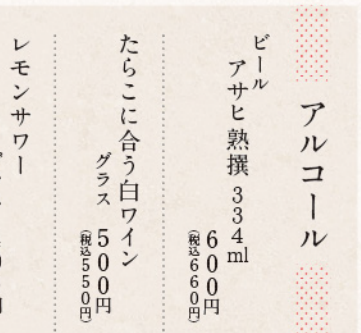 アルコール
ビール
アサヒ熟撰 334ml
600円
(税込660円)
たらこに合う白ワイン
グラス 500円
(税込550円)
レモンサワー